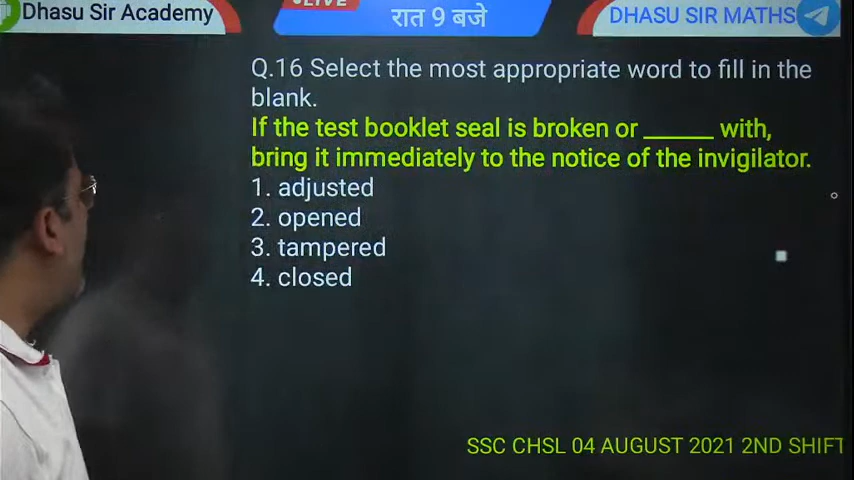 Dhasu Sir Academy
LIVE
रात 9 बजे
DHASU SIR MATHS
Q.16 Select the most appropriate word to fill in the
blank.
If the test booklet seal is broken or ______ with,
bring it immediately to the notice of the invigilator.
1. adjusted
2. opened
3. tampered
4. closed
SSC CHSL 04 AUGUST 2021 2ND SHIFT